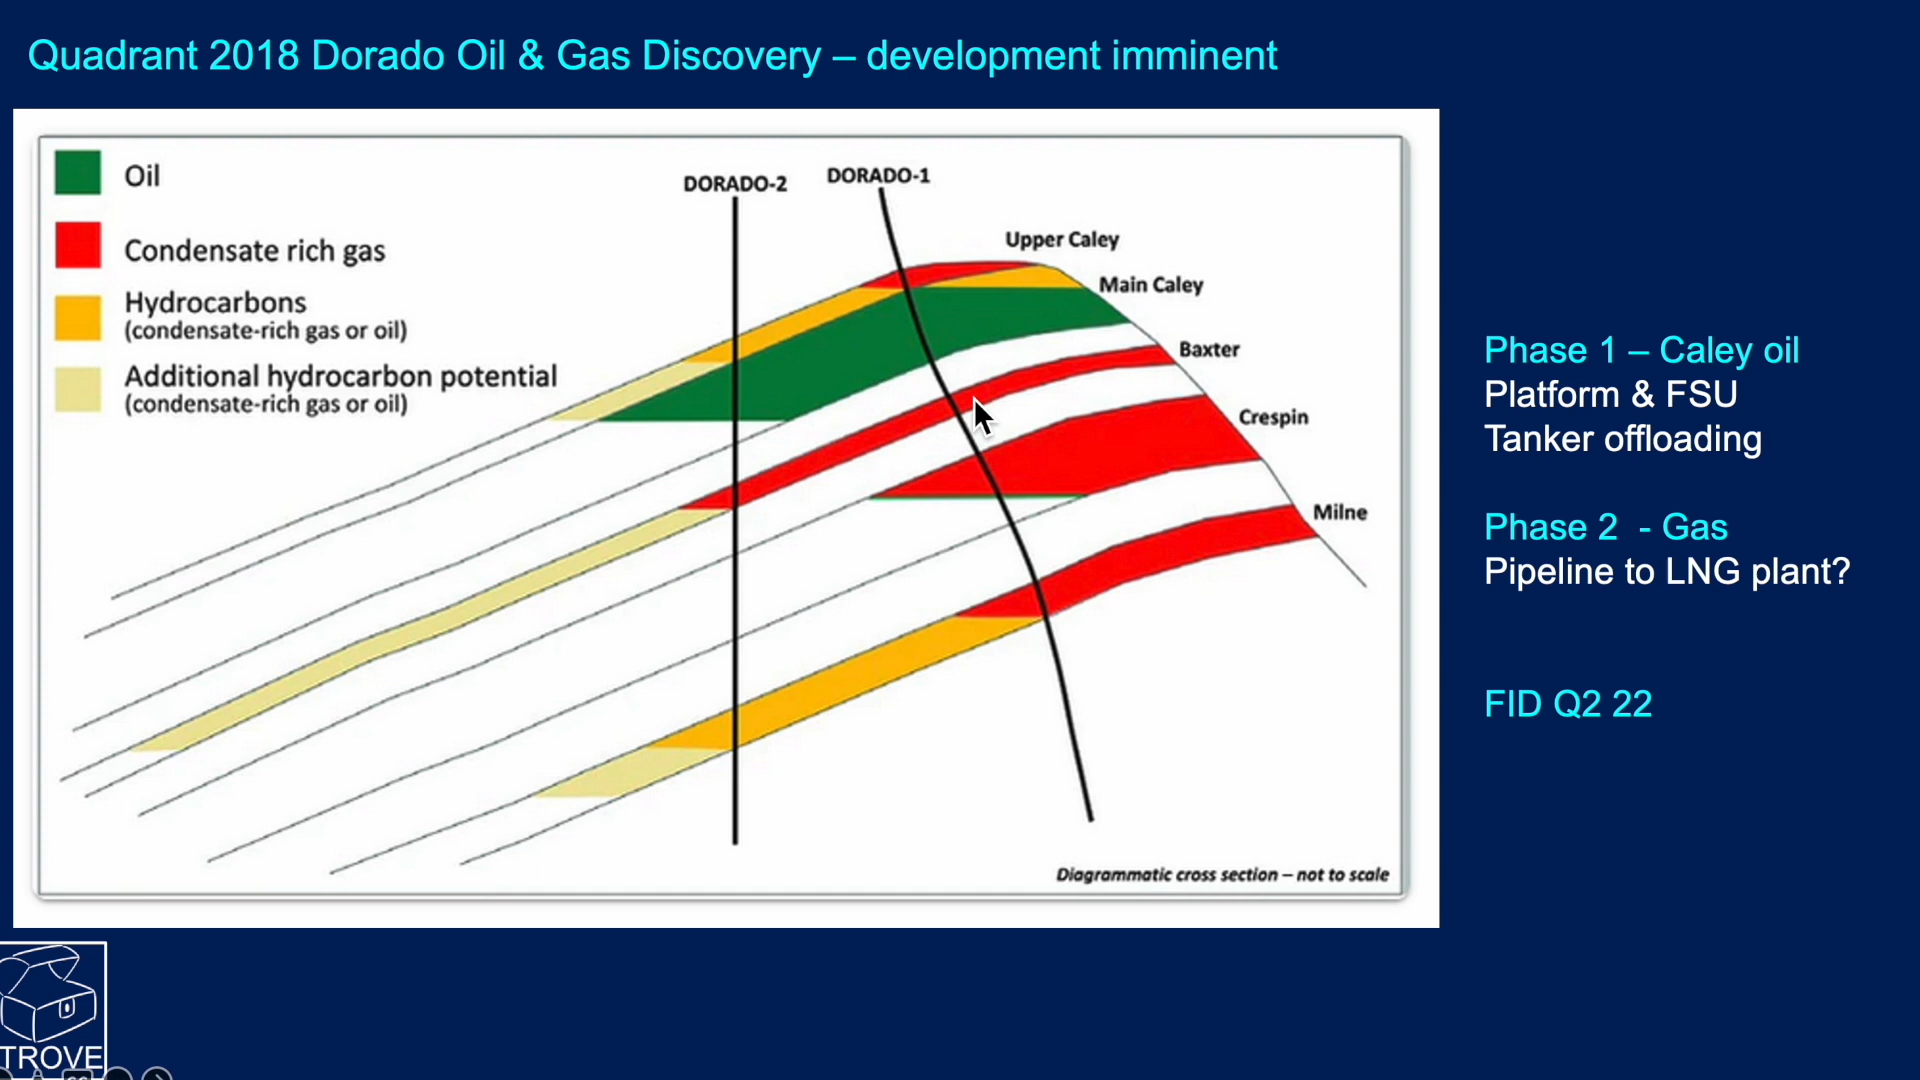 Quadrant 2018 Dorado Oil & Gas Discovery – development imminent
Oil
Condensate rich gas
Hydrocarbons
(condensate-rich gas or oil)
Additional hydrocarbon potential
(condensate-rich gas or oil)
DORADO-2
DORADO-1
Upper Caley
Main Caley
Baxter
Crespin
Milne
Diagrammatic cross section – not to scale
Phase 1 – Caley oil
Platform & FSU
Tanker offloading
Phase 2  - Gas
Pipeline to LNG plant?
FID Q2 22
TROVE